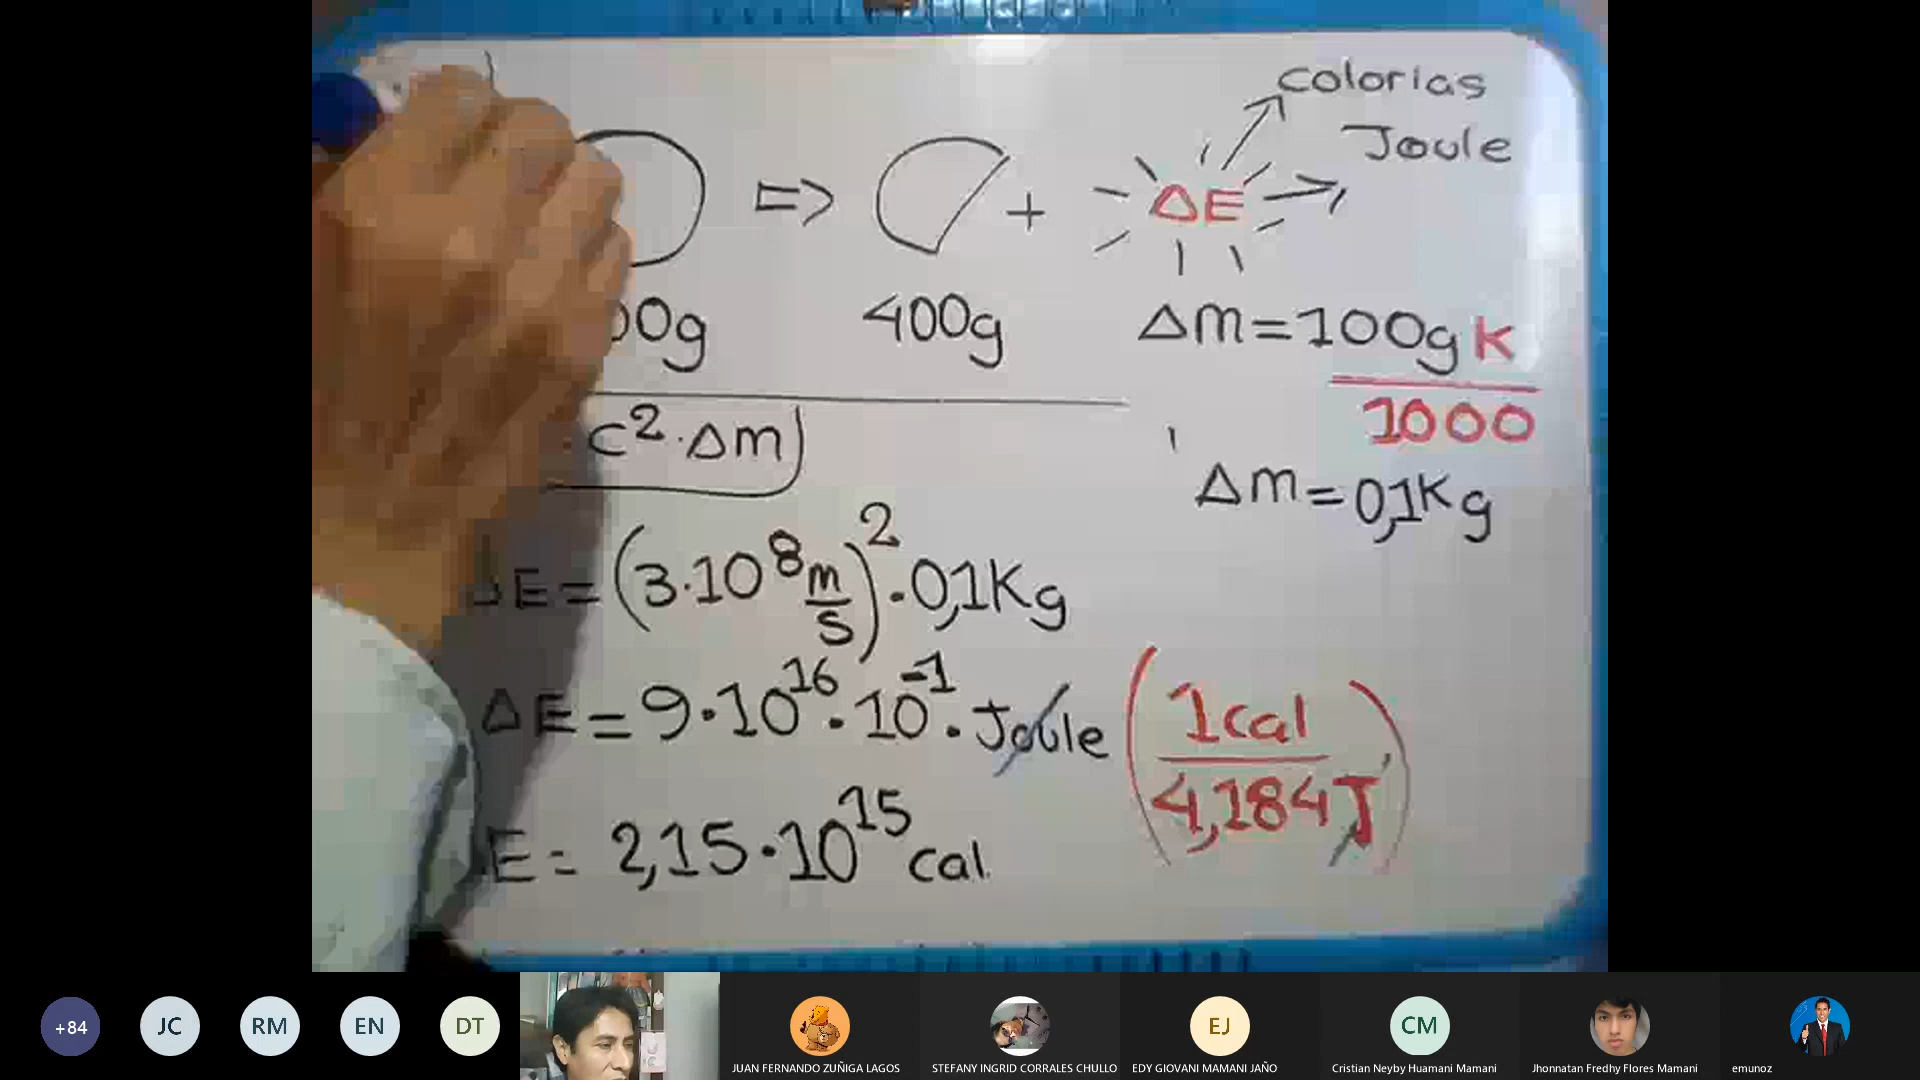 colorias
Joule
⇒ + ΔE
00g 400g Δm=100g K
1000
c²·Δm
Δm=0,1Kg
ΔE=(3·10⁸ m/s)²·0,1Kg
ΔE=9·10¹⁶·10⁻¹·Joule (1cal/4,184J)
E= 2,15·10¹⁵ cal
+84
JC
RM
EN
DT
JUAN FERNANDO ZUÑIGA LAGOS
STEFANY INGRID CORRALES CHULLO
EJ
EDY GIOVANI MAMANI JAÑO
CM
Cristian Neyby Huamani Mamani
Jhonnatan Fredhy Flores Mamani
emunoz